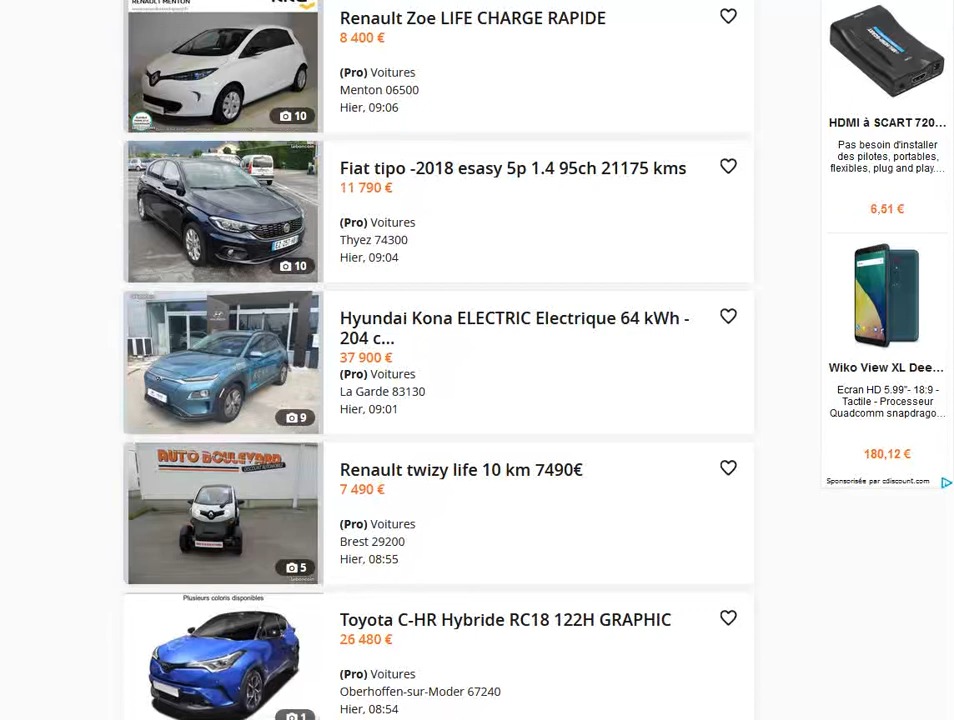 RENAULT MENTON
Renault Zoe LIFE CHARGE RAPIDE
8 400 €
(Pro) Voitures
Menton 06500
Hier, 09:06
10
Fiat tipo -2018 esasy 5p 1.4 95ch 21175 kms
11 790 €
(Pro) Voitures
Thyez 74300
Hier, 09:04
10
Hyundai Kona ELECTRIC Electrique 64 kWh -
204 c...
37 900 €
(Pro) Voitures
La Garde 83130
Hier, 09:01
9
AUTO BOULEVARD
Renault twizy life 10 km 7490€
7 490 €
(Pro) Voitures
Brest 29200
Hier, 08:55
5
Plusieurs coloris disponibles
Toyota C-HR Hybride RC18 122H GRAPHIC
26 480 €
(Pro) Voitures
Oberhoffen-sur-Moder 67240
Hier, 08:54
1
HDMI à SCART 720...
Pas besoin d'installer
des pilotes, portables,
flexibles, plug and play....
6,51 €
Wiko View XL Dee...
Ecran HD 5.99"- 18:9 -
Tactile - Processeur
Quadcomm snapdrago...
180,12 €
Sponsorisée par cdiscount.com